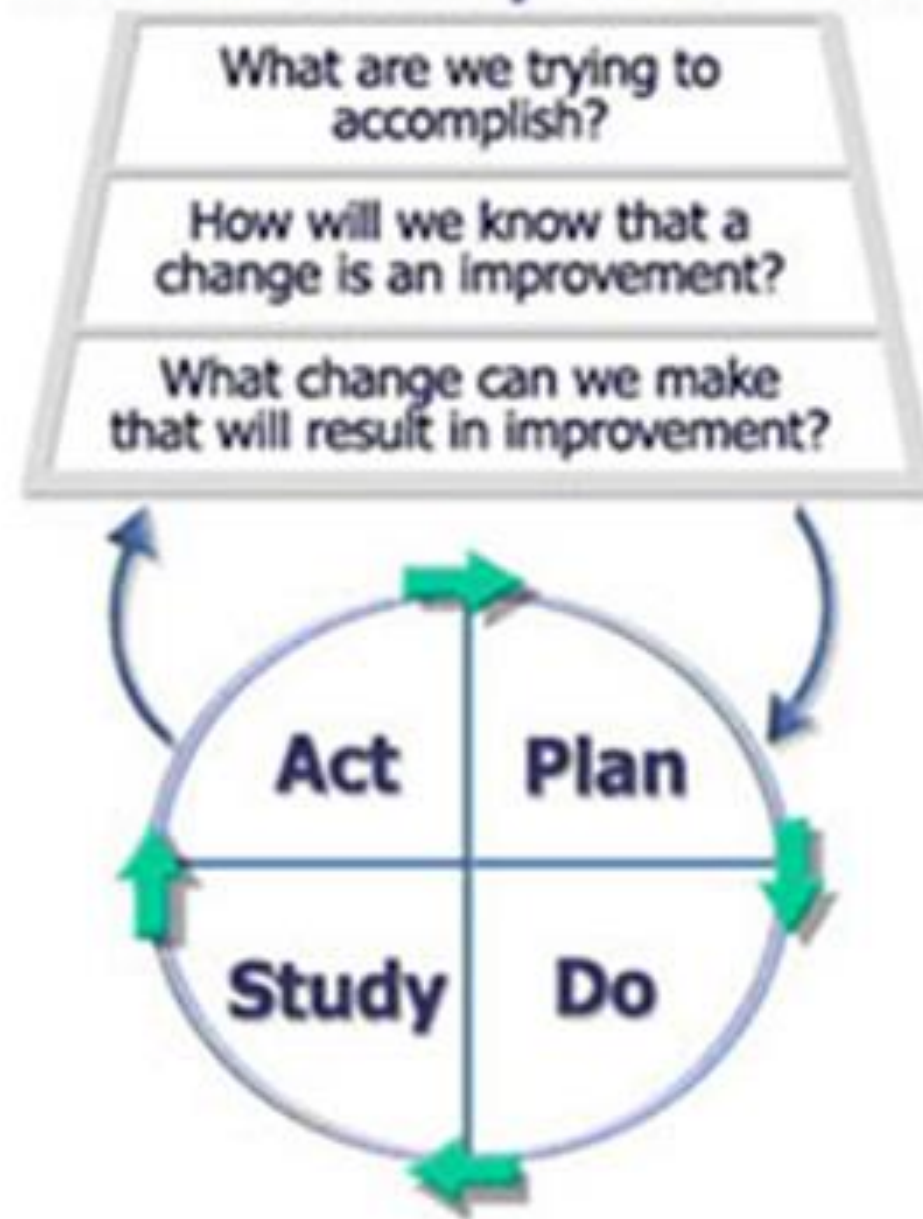 What are we trying to
accomplish?
How will we know that a
change is an improvement?
What change can we make
that will result in improvement?
Act
Plan
Study
Do